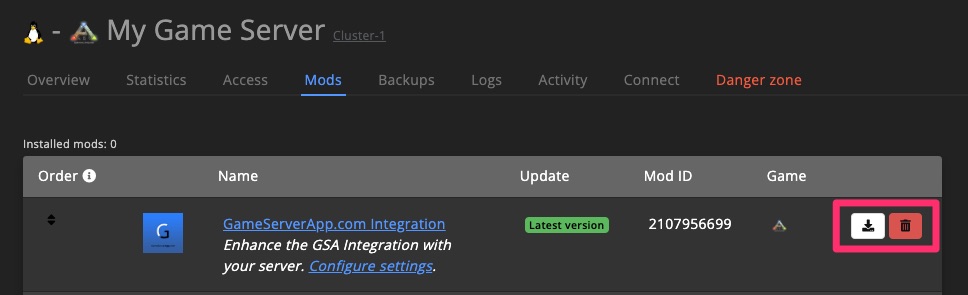 - My Game Server Cluster-1
Overview Statistics Access Mods Backups Logs Activity Connect Danger zone
Installed mods: 0
Order Name Update Mod ID Game
G GameServerApp.com Integration Latest version 2107956699
Enhance the GSA Integration with
your server. Configure settings.